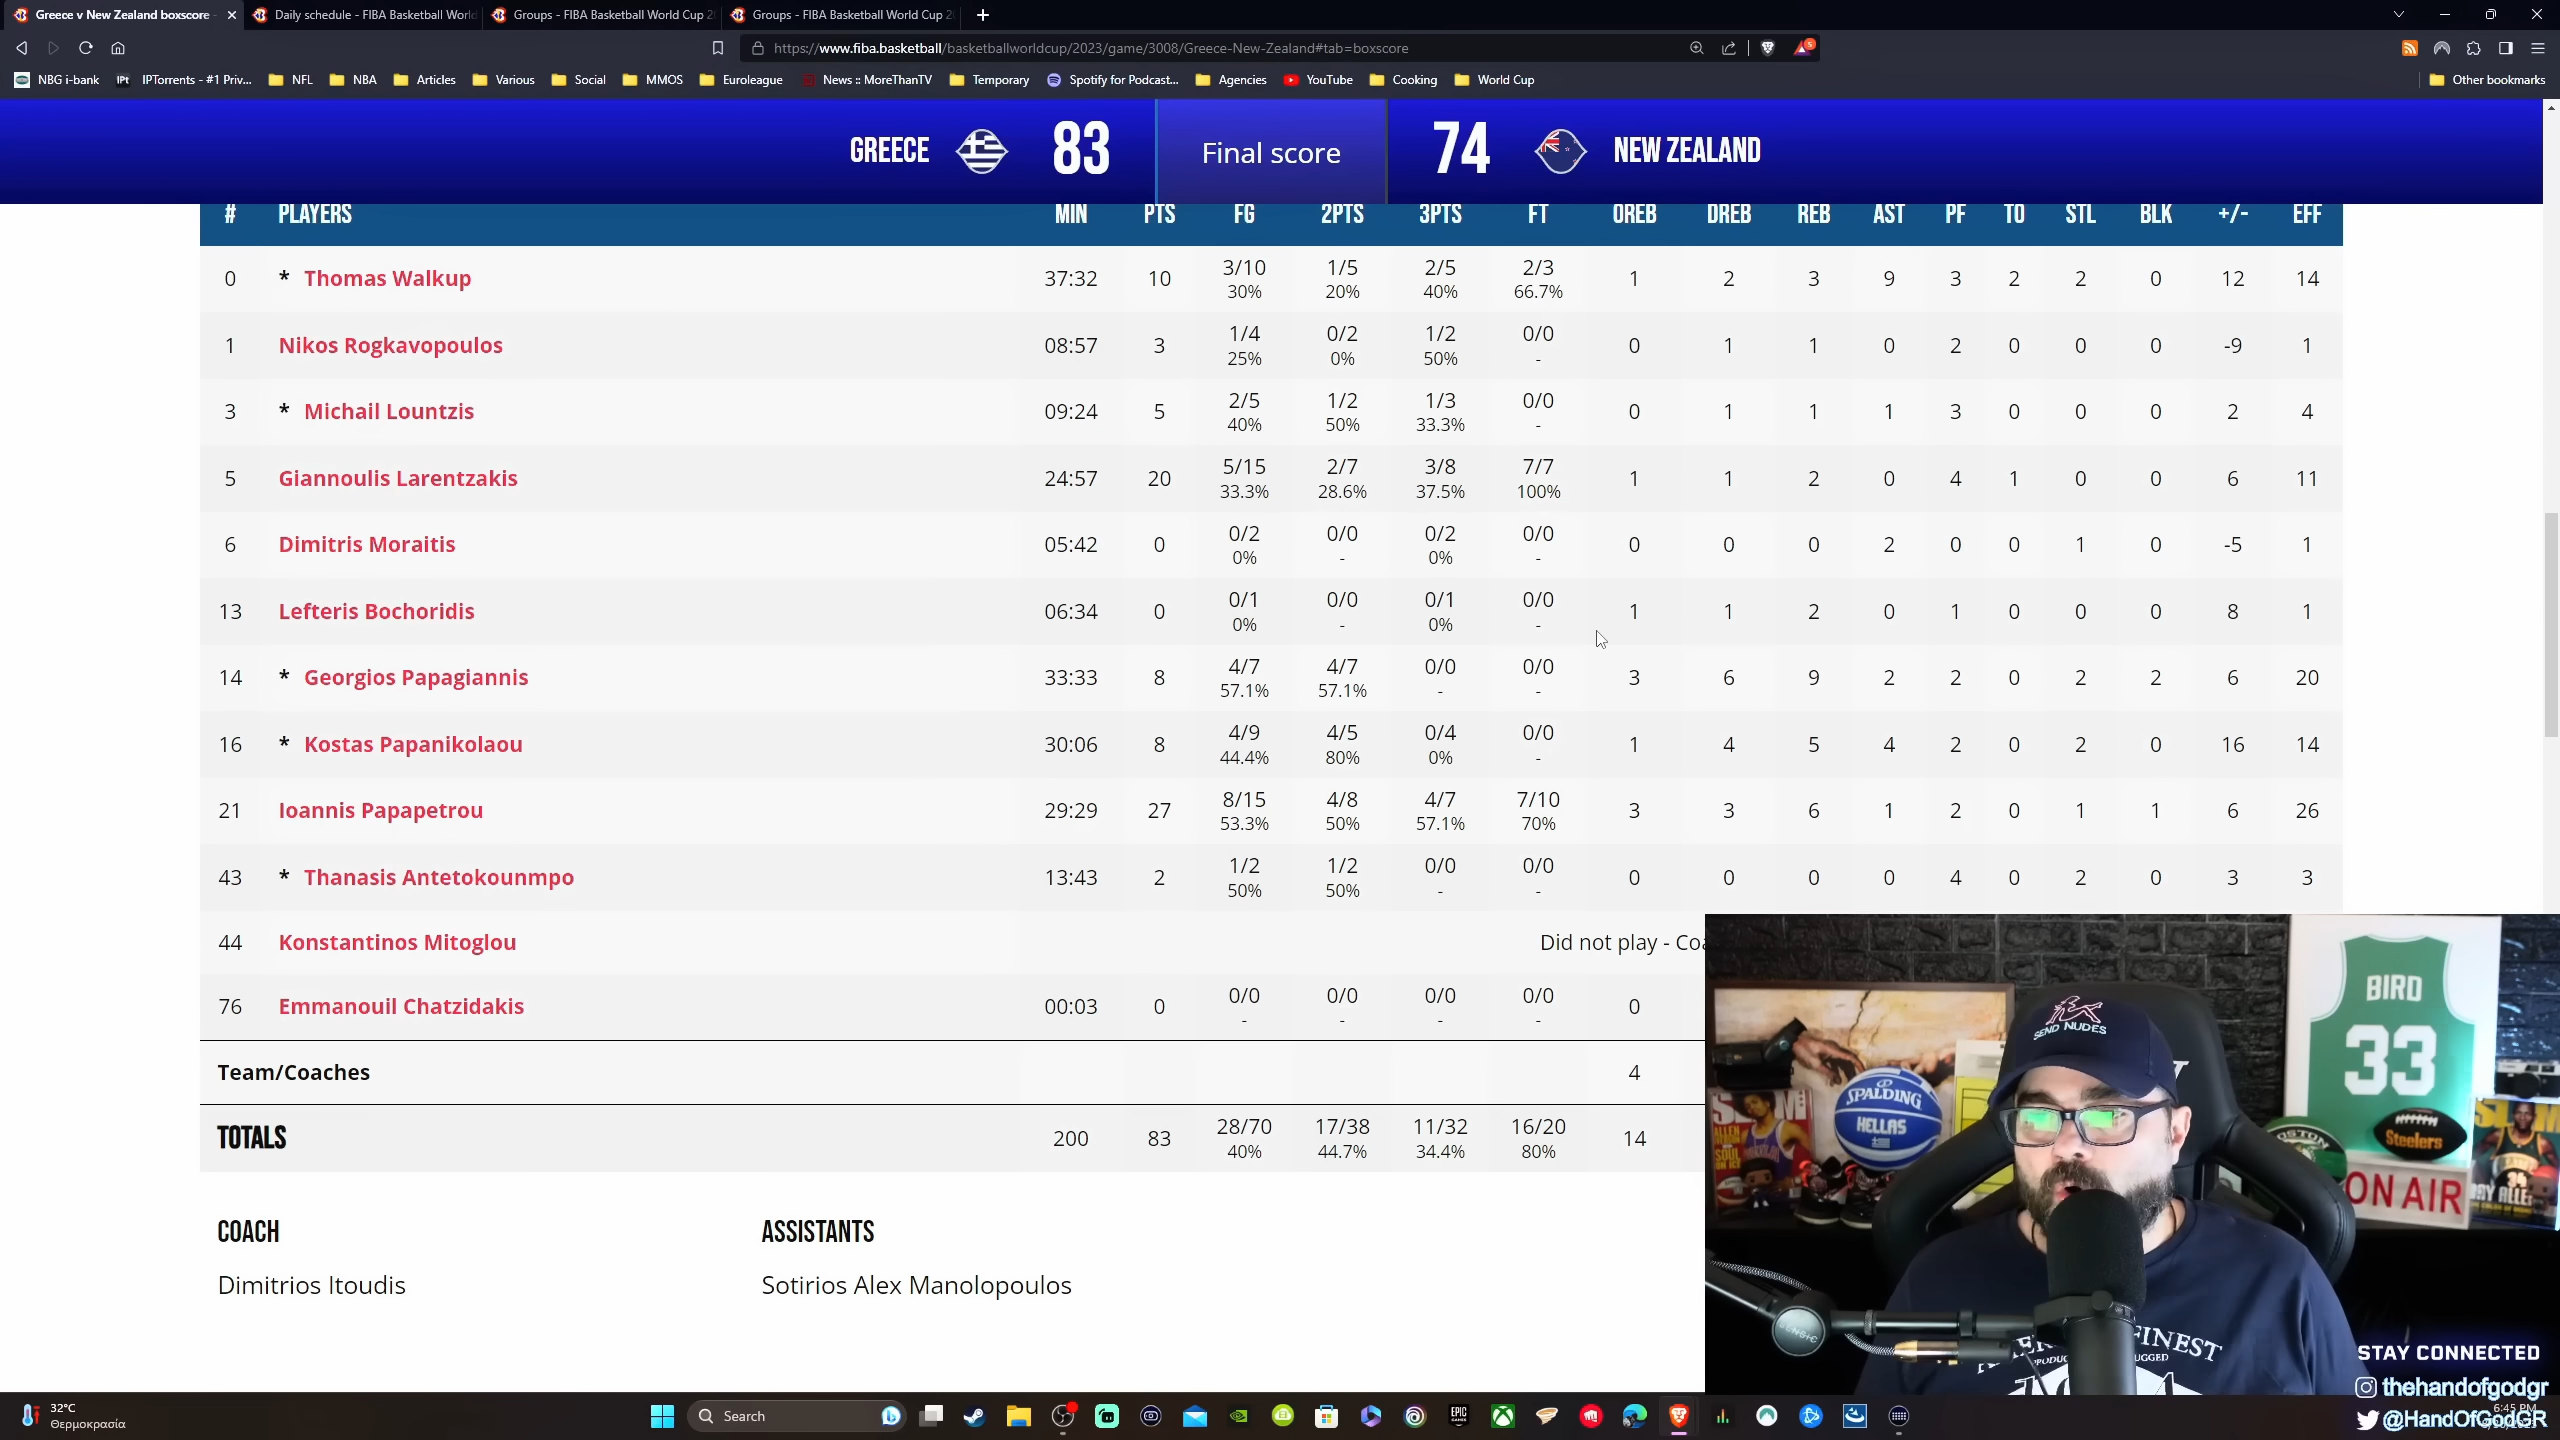 Greece v New Zealand boxscore - Daily schedule - FIBA Basketball World Groups - FIBA Basketball World Cup 2 Groups - FIBA Basketball World Cup 2
https://www.fiba.basketball/basketballworldcup/2023/game/3008/Greece-New-Zealand#tab=boxscore
NBG i-bank IPt IPTorrents - #1 Priv... NFL NBA Articles Various Social MMOS Euroleague News :: MoreThanTV Temporary Spotify for Podcast... Agencies YouTube Cooking World Cup Other bookmarks
GREECE 83 Final score 74 NEW ZEALAND
# PLAYERS MIN PTS FG 2PTS 3PTS FT OREB DREB REB AST PF TO STL BLK +/- EFF
0 * Thomas Walkup 37:32 10 3/10 1/5 2/5 2/3 1 2 3 9 3 2 2 0 12 14
30% 20% 40% 66.7%
1 Nikos Rogkavopoulos 08:57 3 1/4 0/2 1/2 0/0 0 1 1 0 2 0 0 0 -9 1
25% 0% 50% -
3 * Michail Lountzis 09:24 5 2/5 1/2 1/3 0/0 0 1 1 1 3 0 0 0 2 4
40% 50% 33.3% -
5 Giannoulis Larentzakis 24:57 20 5/15 2/7 3/8 7/7 1 1 2 0 4 1 0 0 6 11
33.3% 28.6% 37.5% 100%
6 Dimitris Moraitis 05:42 0 0/2 0/0 0/2 0/0 0 0 0 2 0 0 1 0 -5 1
0% - 0% -
13 Lefteris Bochoridis 06:34 0 0/1 0/0 0/1 0/0 1 1 2 0 1 0 0 0 8 1
0% - 0% -
14 * Georgios Papagiannis 33:33 8 4/7 4/7 0/0 0/0 3 6 9 2 2 0 2 2 6 20
57.1% 57.1% - -
16 * Kostas Papanikolaou 30:06 8 4/9 4/5 0/4 0/0 1 4 5 4 2 0 2 0 16 14
44.4% 80% 0% -
21 Ioannis Papapetrou 29:29 27 8/15 4/8 4/7 7/10 3 3 6 1 2 0 1 1 6 26
53.3% 50% 57.1% 70%
43 * Thanasis Antetokounmpo 13:43 2 1/2 1/2 0/0 0/0 0 0 0 0 4 0 2 0 3 3
50% 50% - -
44 Konstantinos Mitoglou Did not play - Coa
76 Emmanouil Chatzidakis 00:03 0 0/0 0/0 0/0 0/0 0
- - - -
Team/Coaches 4
TOTALS 200 83 28/70 17/38 11/32 16/20 14
40% 44.7% 34.4% 80%
COACH ASSISTANTS
Dimitrios Itoudis Sotirios Alex Manolopoulos
BIRD
33
SEND NUDES
SPALDING
HELLAS
SLAM
Steelers
ON AIR
FINEST
STAY CONNECTED
thehandofgodgr
@HandOfGodGR
32°C
Θερμοκρασία
Search
6:45 PM